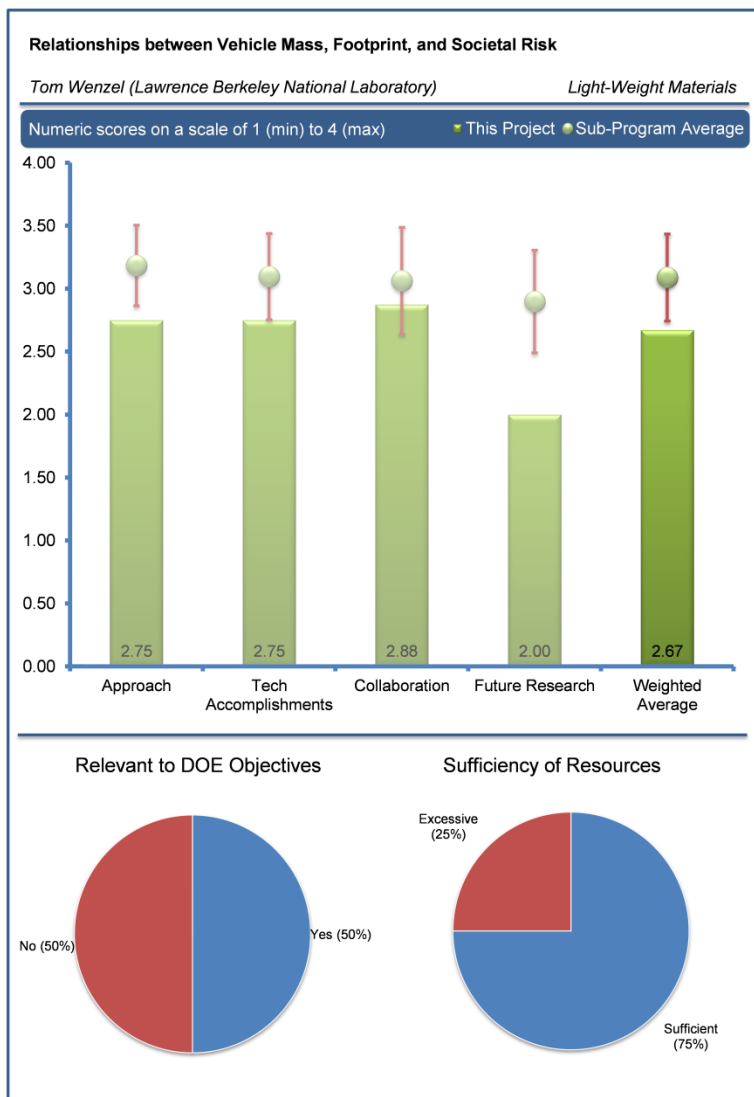 Relationships between Vehicle Mass, Footprint, and Societal Risk
Tom Wenzel (Lawrence Berkeley National Laboratory) Light-Weight Materials
Numeric scores on a scale of 1 (min) to 4 (max) This Project Sub-Program Average
4.00
3.50
3.00
2.50
2.00
1.50
1.00
0.50
0.00
2.75 2.75 2.88 2.00 2.67
Approach Tech Collaboration Future Research Weighted
Accomplishments Average
Relevant to DOE Objectives Sufficiency of Resources
Excessive
(25%)
No (50%) Yes (50%)
Sufficient
(75%)